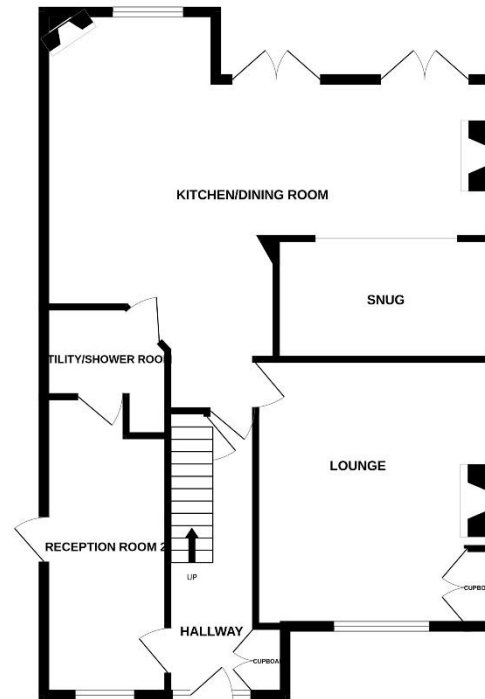 KITCHEN/DINING ROOM
SNUG
TILITY/SHOWER ROO
LOUNGE
RECEPTION ROOM 2
UP
CUPBOA
HALLWAY
CUPBOA